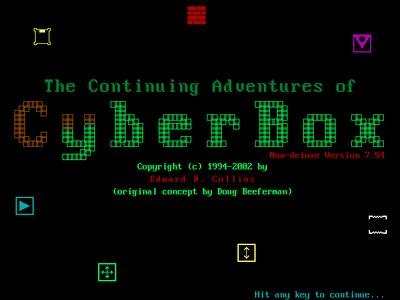 The Continuing Adventures of
CyberBox
Non-deluxe Version 7.54
Copyright (c) 1994-2002 by
Edward D. Collins
(original concept by Doug Beeferman)
Hit any key to continue...